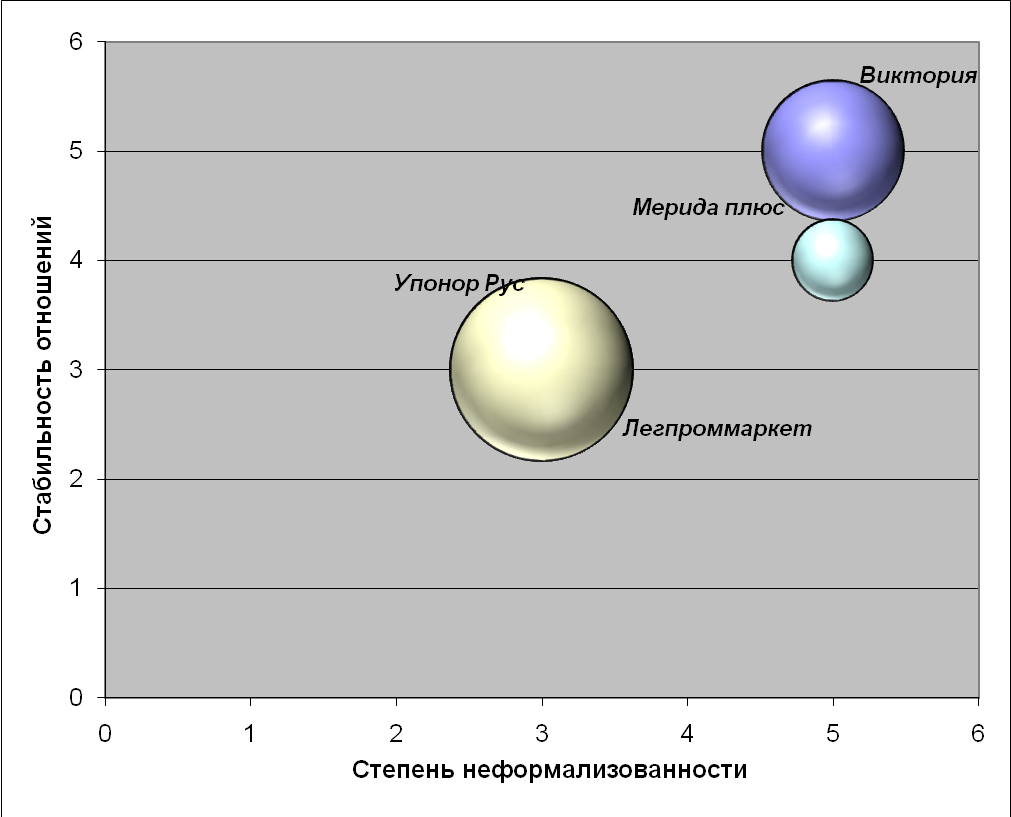 6
Виктория
5
Мерида плюс
4
Упонор Рус
3
Легпроммаркет
2
1
0
Стабильность отношений
0 1 2 3 4 5 6
Степень неформализованности